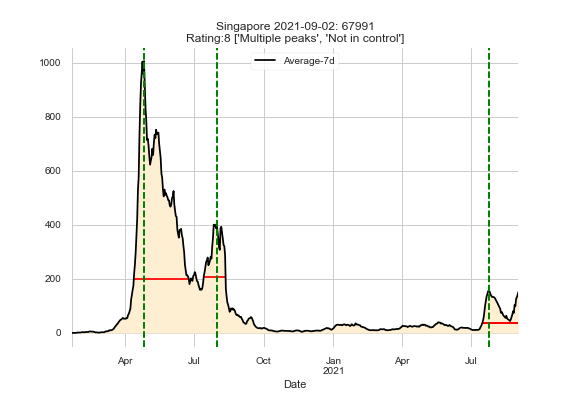 Singapore 2021-09-02: 67991
Rating:8 ['Multiple peaks', 'Not in control']
Average-7d
1000
800
600
400
200
0
Apr Jul Oct Jan Apr Jul
2021
Date